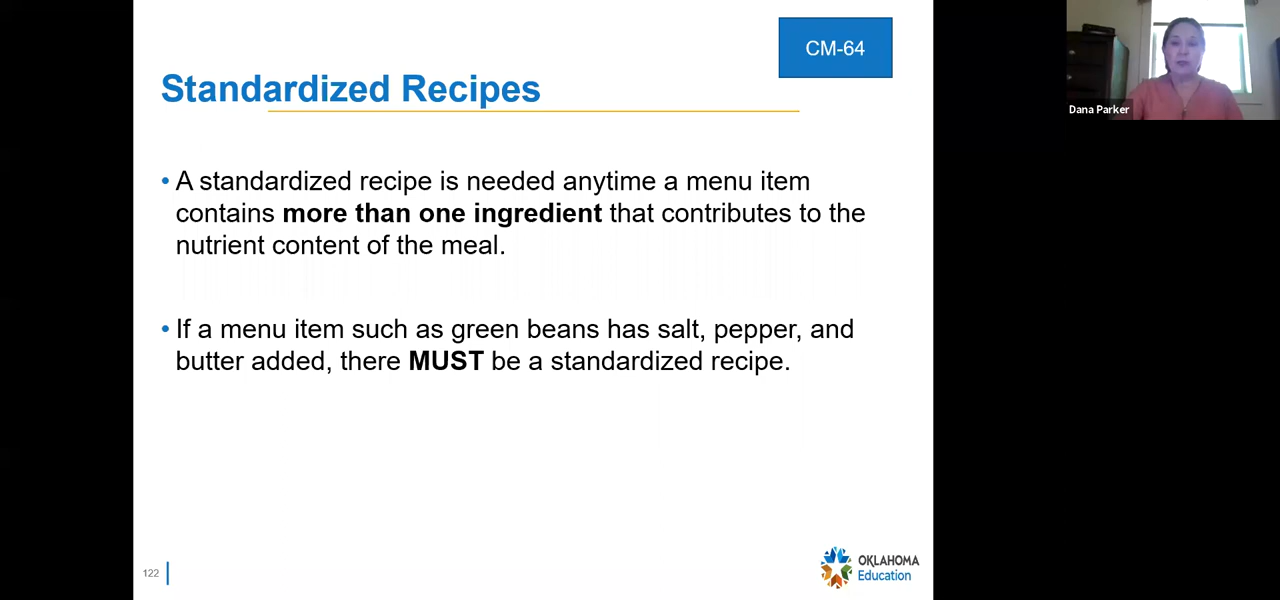 CM-64
Standardized Recipes
• A standardized recipe is needed anytime a menu item
contains more than one ingredient that contributes to the
nutrient content of the meal.
• If a menu item such as green beans has salt, pepper, and
butter added, there MUST be a standardized recipe.
122
OKLAHOMA
Education
Dana Parker